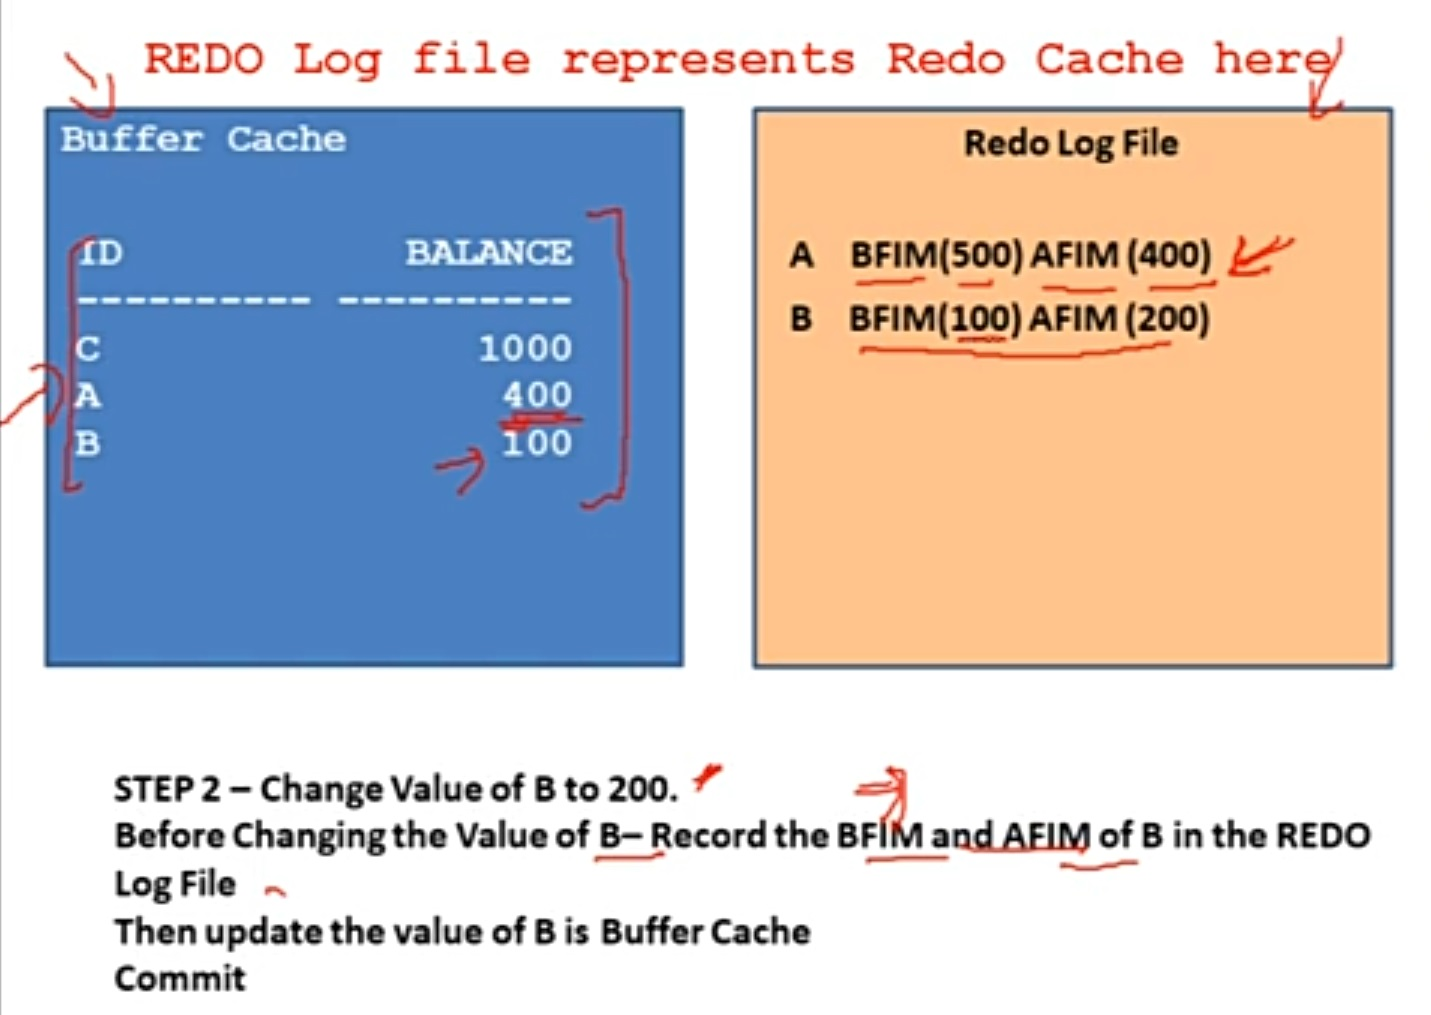 REDO Log file represents Redo Cache here
Buffer Cache
ID BALANCE
---------- ----------
C 1000
A 400
B 100
Redo Log File
A BFIM(500) AFIM (400)
B BFIM(100) AFIM (200)
STEP 2 – Change Value of B to 200.
Before Changing the Value of B– Record the BFIM and AFIM of B in the REDO
Log File
Then update the value of B is Buffer Cache
Commit